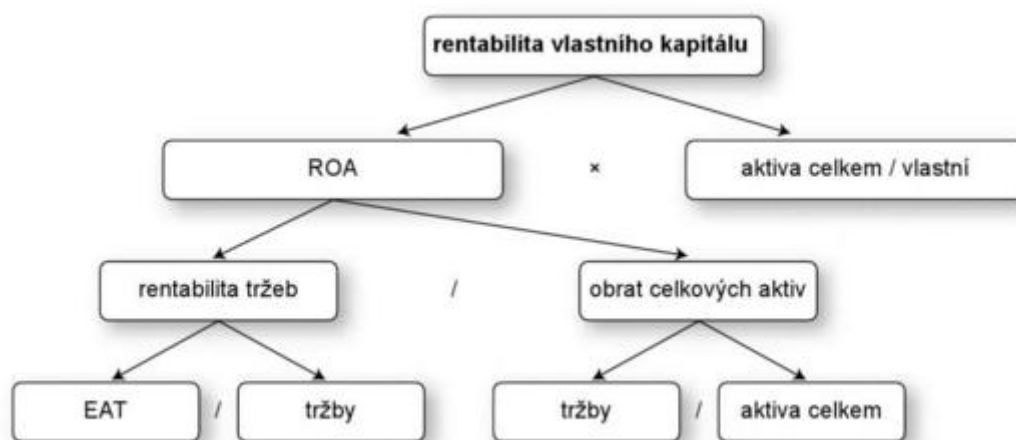 rentabilita vlastního kapitálu
ROA × aktiva celkem / vlastní
rentabilita tržeb / obrat celkových aktiv
EAT / tržby tržby / aktiva celkem